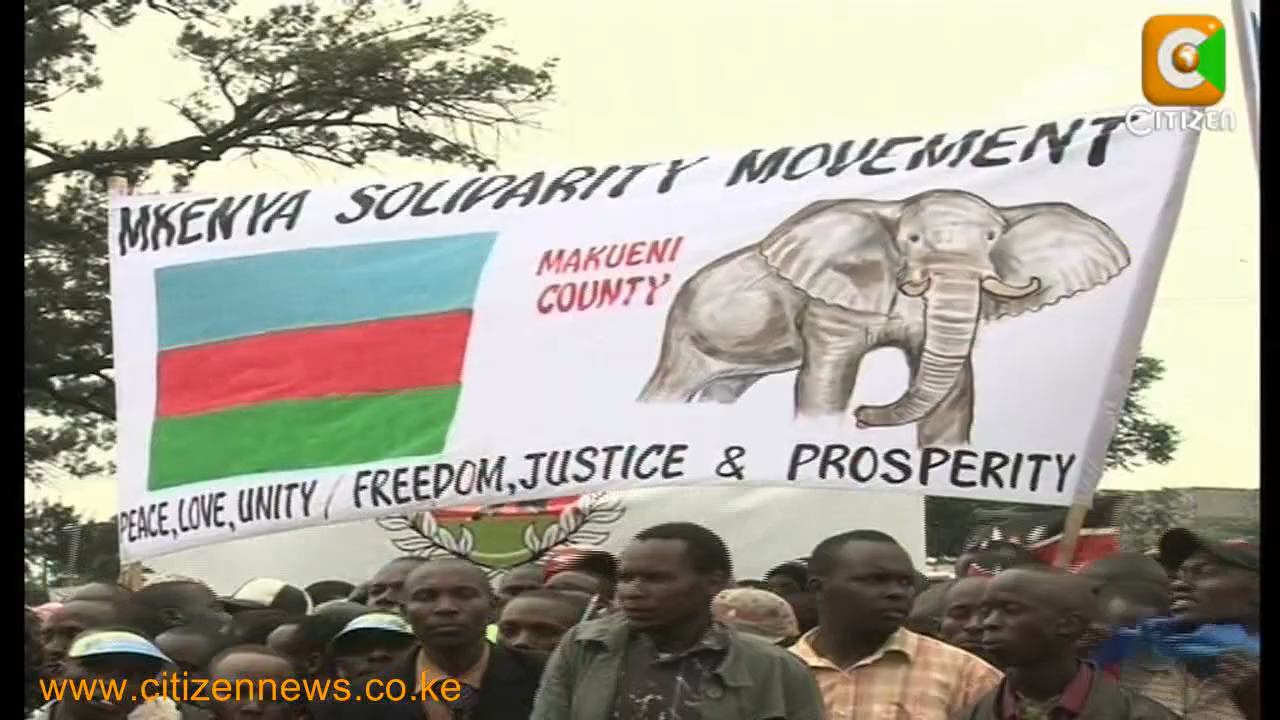 CITIZEN
MKENYA SOLIDARITY MOVEMENT
MAKUENI
COUNTY
PEACE, LOVE, UNITY / FREEDOM, JUSTICE & PROSPERITY
www.citizennews.co.ke